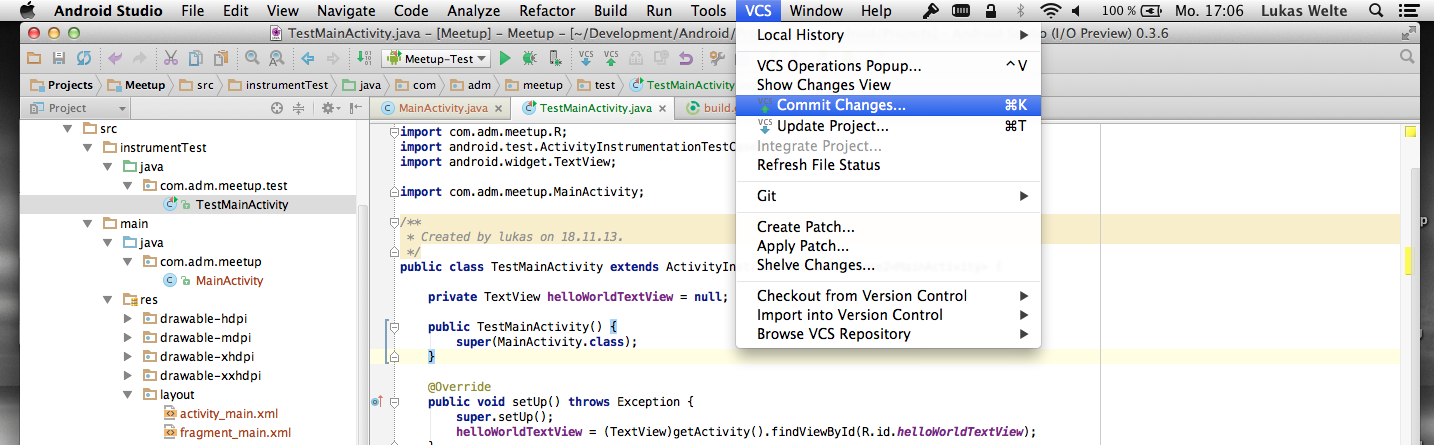 Android Studio File Edit View Navigate Code Analyze Refactor Build Run Tools VCS Window Help 100 % Mo. 17:06 Lukas Welte
TestMainActivity.java - [Meetup] - Meetup - [~/Development/Android/ (I/O Preview) 0.3.6
Meetup-Test VCS VCS
Projects Meetup src instrumentTest java com adm meetup test TestMainActivity
Project MainActivity.java TestMainActivity.java build.
Local History
VCS Operations Popup... ^V
Show Changes View
VCS Commit Changes... ⌘K
VCS Update Project... ⌘T
Integrate Project...
Refresh File Status
Git
Create Patch...
Apply Patch...
Shelve Changes...
Checkout from Version Control
Import into Version Control
Browse VCS Repository
src
instrumentTest
java
com.adm.meetup.test
TestMainActivity
main
java
com.adm.meetup
MainActivity
res
drawable-hdpi
drawable-mdpi
drawable-xhdpi
drawable-xxhdpi
layout
activity_main.xml
fragment_main.xml
import com.adm.meetup.R;
import android.test.ActivityInstrumentationTestCa
import android.widget.TextView;
import com.adm.meetup.MainActivity;
/**
* Created by lukas on 18.11.13.
*/
public class TestMainActivity extends ActivityIns
private TextView helloWorldTextView = null;
public TestMainActivity() {
super(MainActivity.class);
}
@Override
public void setUp() throws Exception {
super.setUp();
helloWorldTextView = (TextView)getActivity().findViewById(R.id.helloWorldTextView);